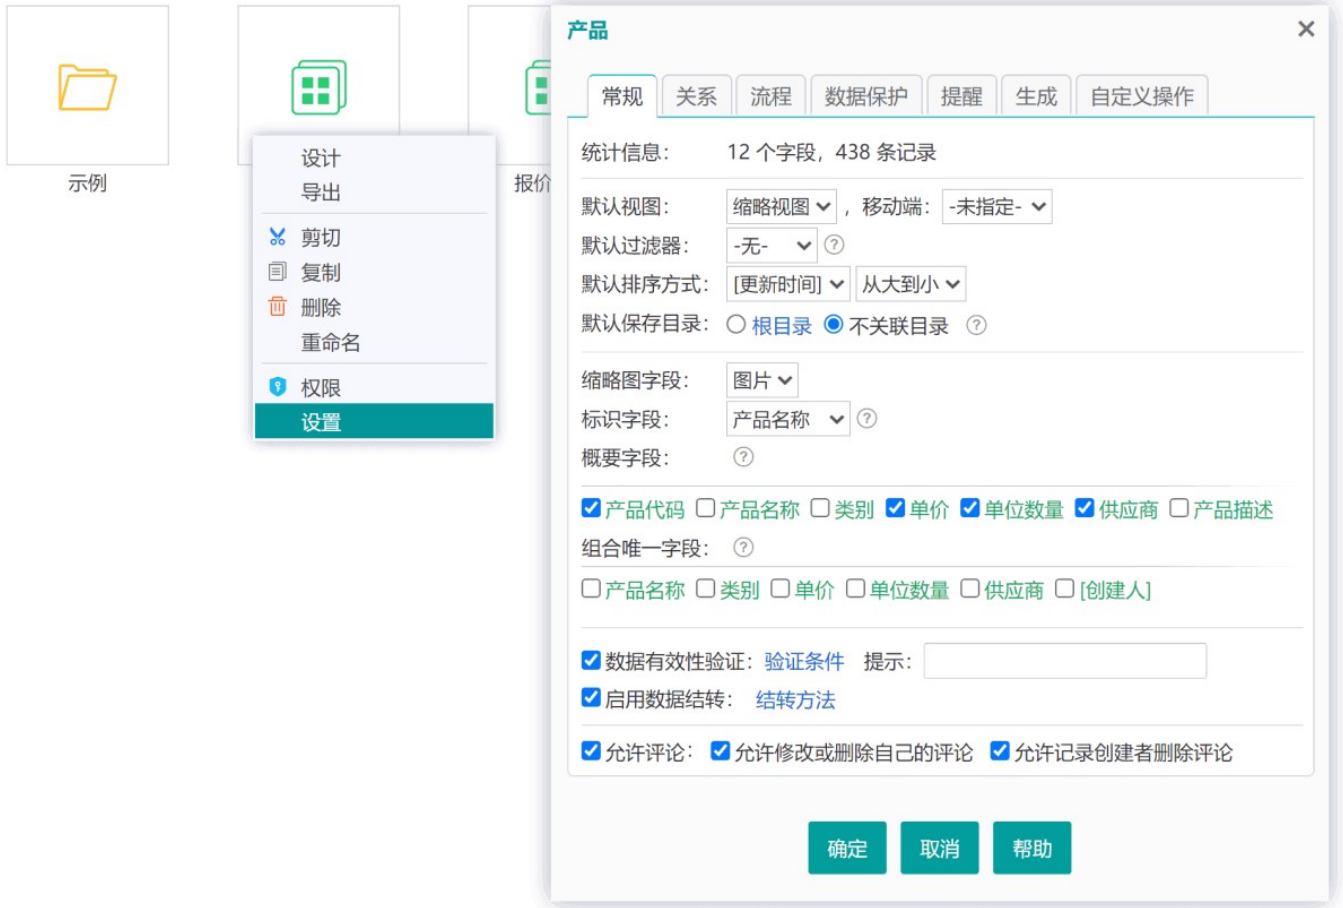 示例
报价
设计
导出
剪切
复制
删除
重命名
权限
设置
产品
常规 关系 流程 数据保护 提醒 生成 自定义操作
统计信息： 12 个字段，438 条记录
默认视图： 缩略视图 ，移动端： -未指定-
默认过滤器： -无-
默认排序方式： [更新时间] 从大到小
默认保存目录： 根目录 不关联目录
缩略图字段： 图片
标识字段： 产品名称
概要字段：
产品代码 产品名称 类别 单价 单位数量 供应商 产品描述
组合唯一字段：
产品名称 类别 单价 单位数量 供应商 [创建人]
数据有效性验证： 验证条件 提示：
启用数据结转： 结转方法
允许评论： 允许修改或删除自己的评论 允许记录创建者删除评论
确定 取消 帮助